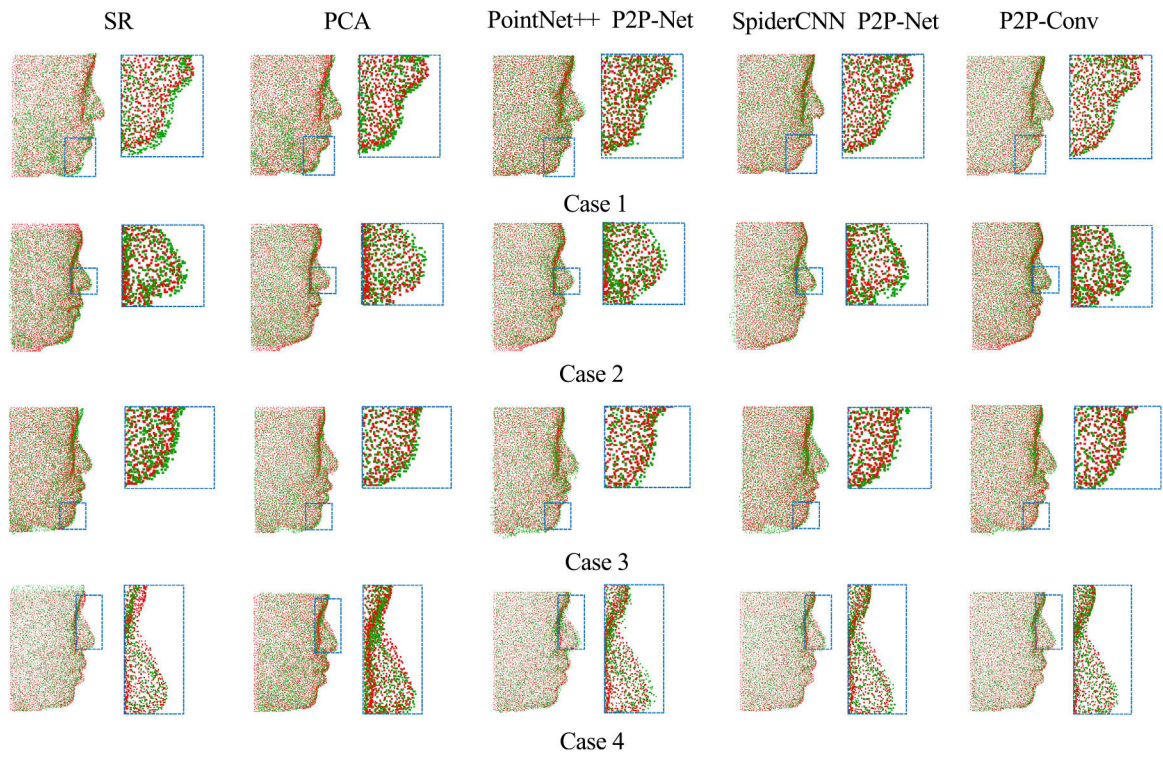 SR PCA PointNet++ P2P-Net SpiderCNN P2P-Net P2P-Conv
Case 1
Case 2
Case 3
Case 4